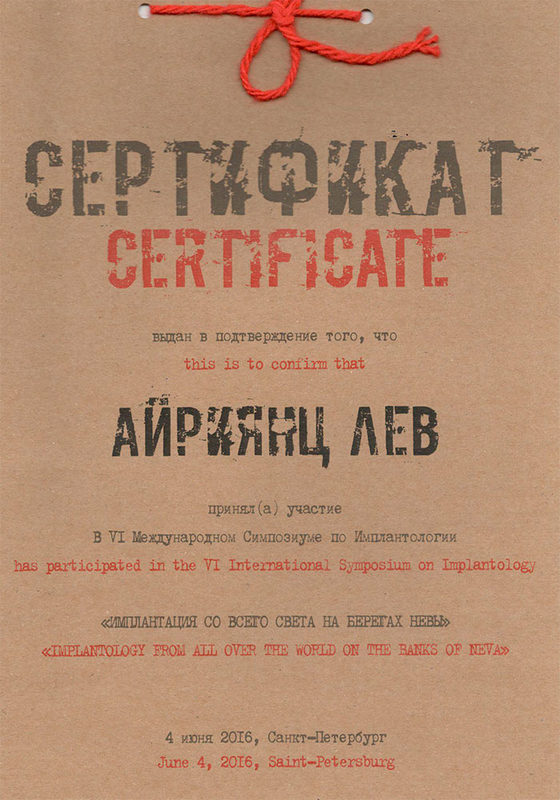 СЕРТИФИКАТ
CERTIFICATE
выдан в подтверждение того, что
this is to confirm that
АЙРИЯНЦ ЛЕВ
принял(а) участие
В VI Международном Симпозиуме по Имплантологии
has participated in the VI International Symposium on Implantology
«ИМПЛАНТАЦИЯ СО ВСЕГО СВЕТА НА БЕРЕГАХ НЕВЫ»
«IMPLANTOLOGY FROM ALL OVER THE WORLD ON THE BANKS OF NEVA»
4 июня 2016, Санкт-Петербург
June 4, 2016, Saint-Petersburg